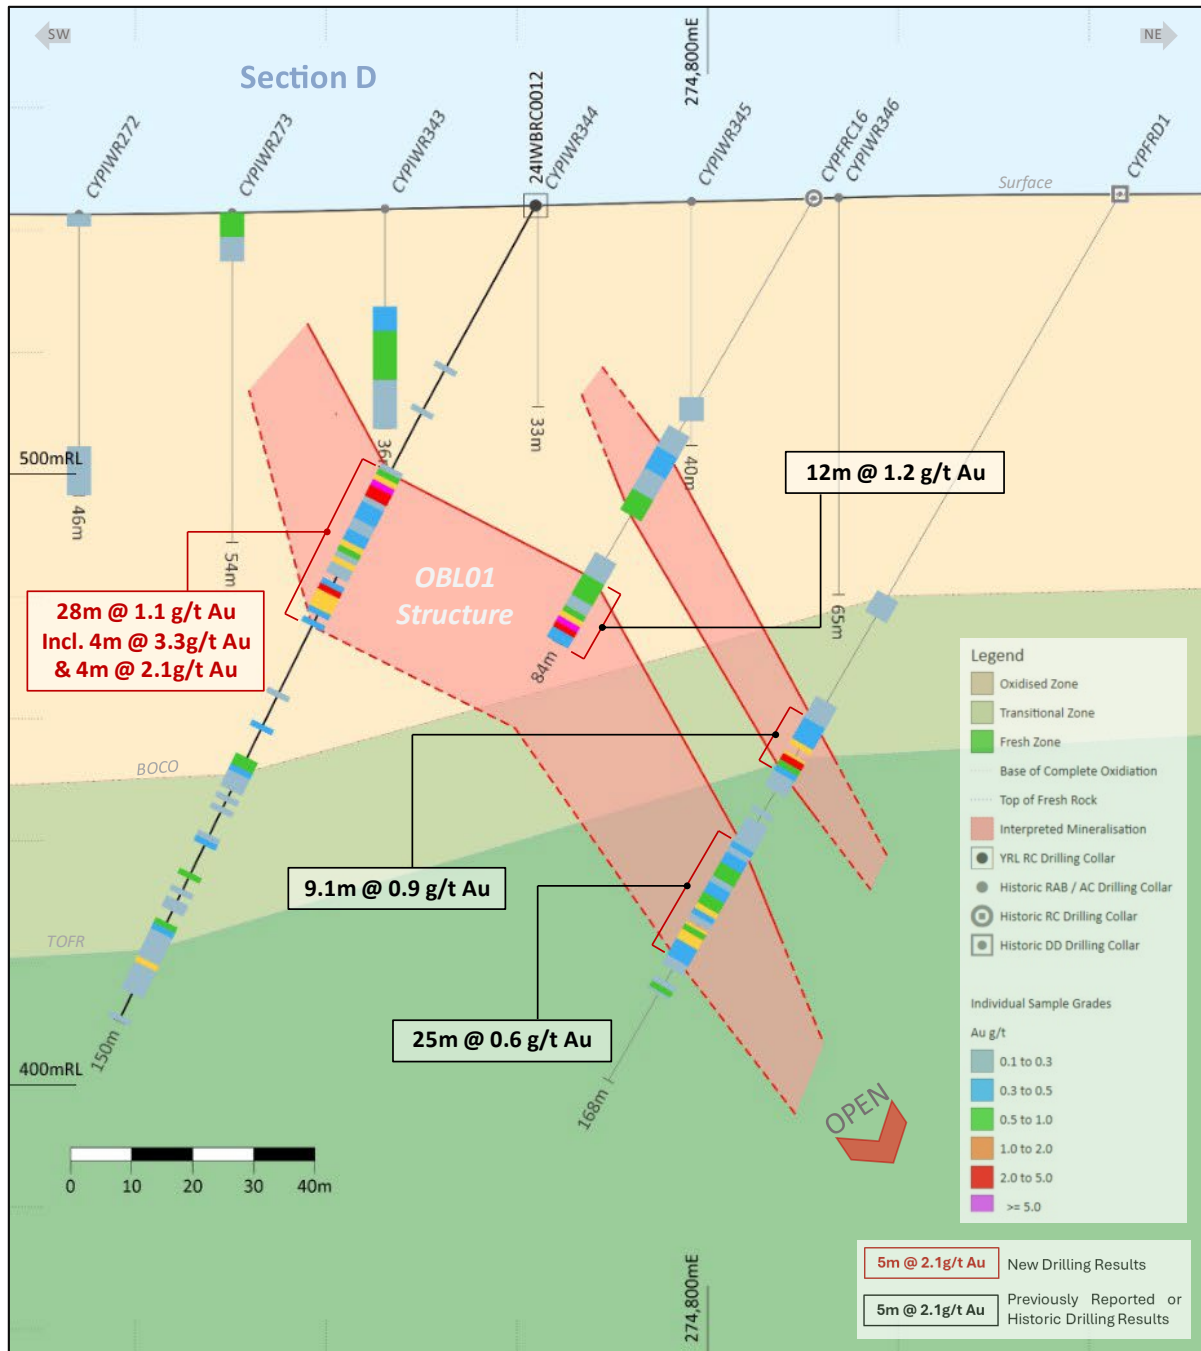 SW
NE
Section D
274,800mE
CYPIWR272
CYPIWR273
CYPIWR343
24IWBRC0012
CYPIWR344
CYPIWR345
CYPFRC16
CYPIWR346
CYPFRD1
Surface
33m
36m
40m
500mRL
46m
54m
12m @ 1.2 g/t Au
OBL01
Structure
28m @ 1.1 g/t Au
Incl. 4m @ 3.3g/t Au
& 4m @ 2.1g/t Au
65m
84m
BOCO
9.1m @ 0.9 g/t Au
TOFR
25m @ 0.6 g/t Au
150m
400mRL
168m
OPEN
0 10 20 30 40m
274,800mE
Legend
Oxidised Zone
Transitional Zone
Fresh Zone
Base of Complete Oxidiation
Top of Fresh Rock
Interpreted Mineralisation
YRL RC Drilling Collar
Historic RAB / AC Drilling Collar
Historic RC Drilling Collar
Historic DD Drilling Collar
Individual Sample Grades
Au g/t
0.1 to 0.3
0.3 to 0.5
0.5 to 1.0
1.0 to 2.0
2.0 to 5.0
>= 5.0
5m @ 2.1g/t Au New Drilling Results
5m @ 2.1g/t Au Previously Reported or
Historic Drilling Results